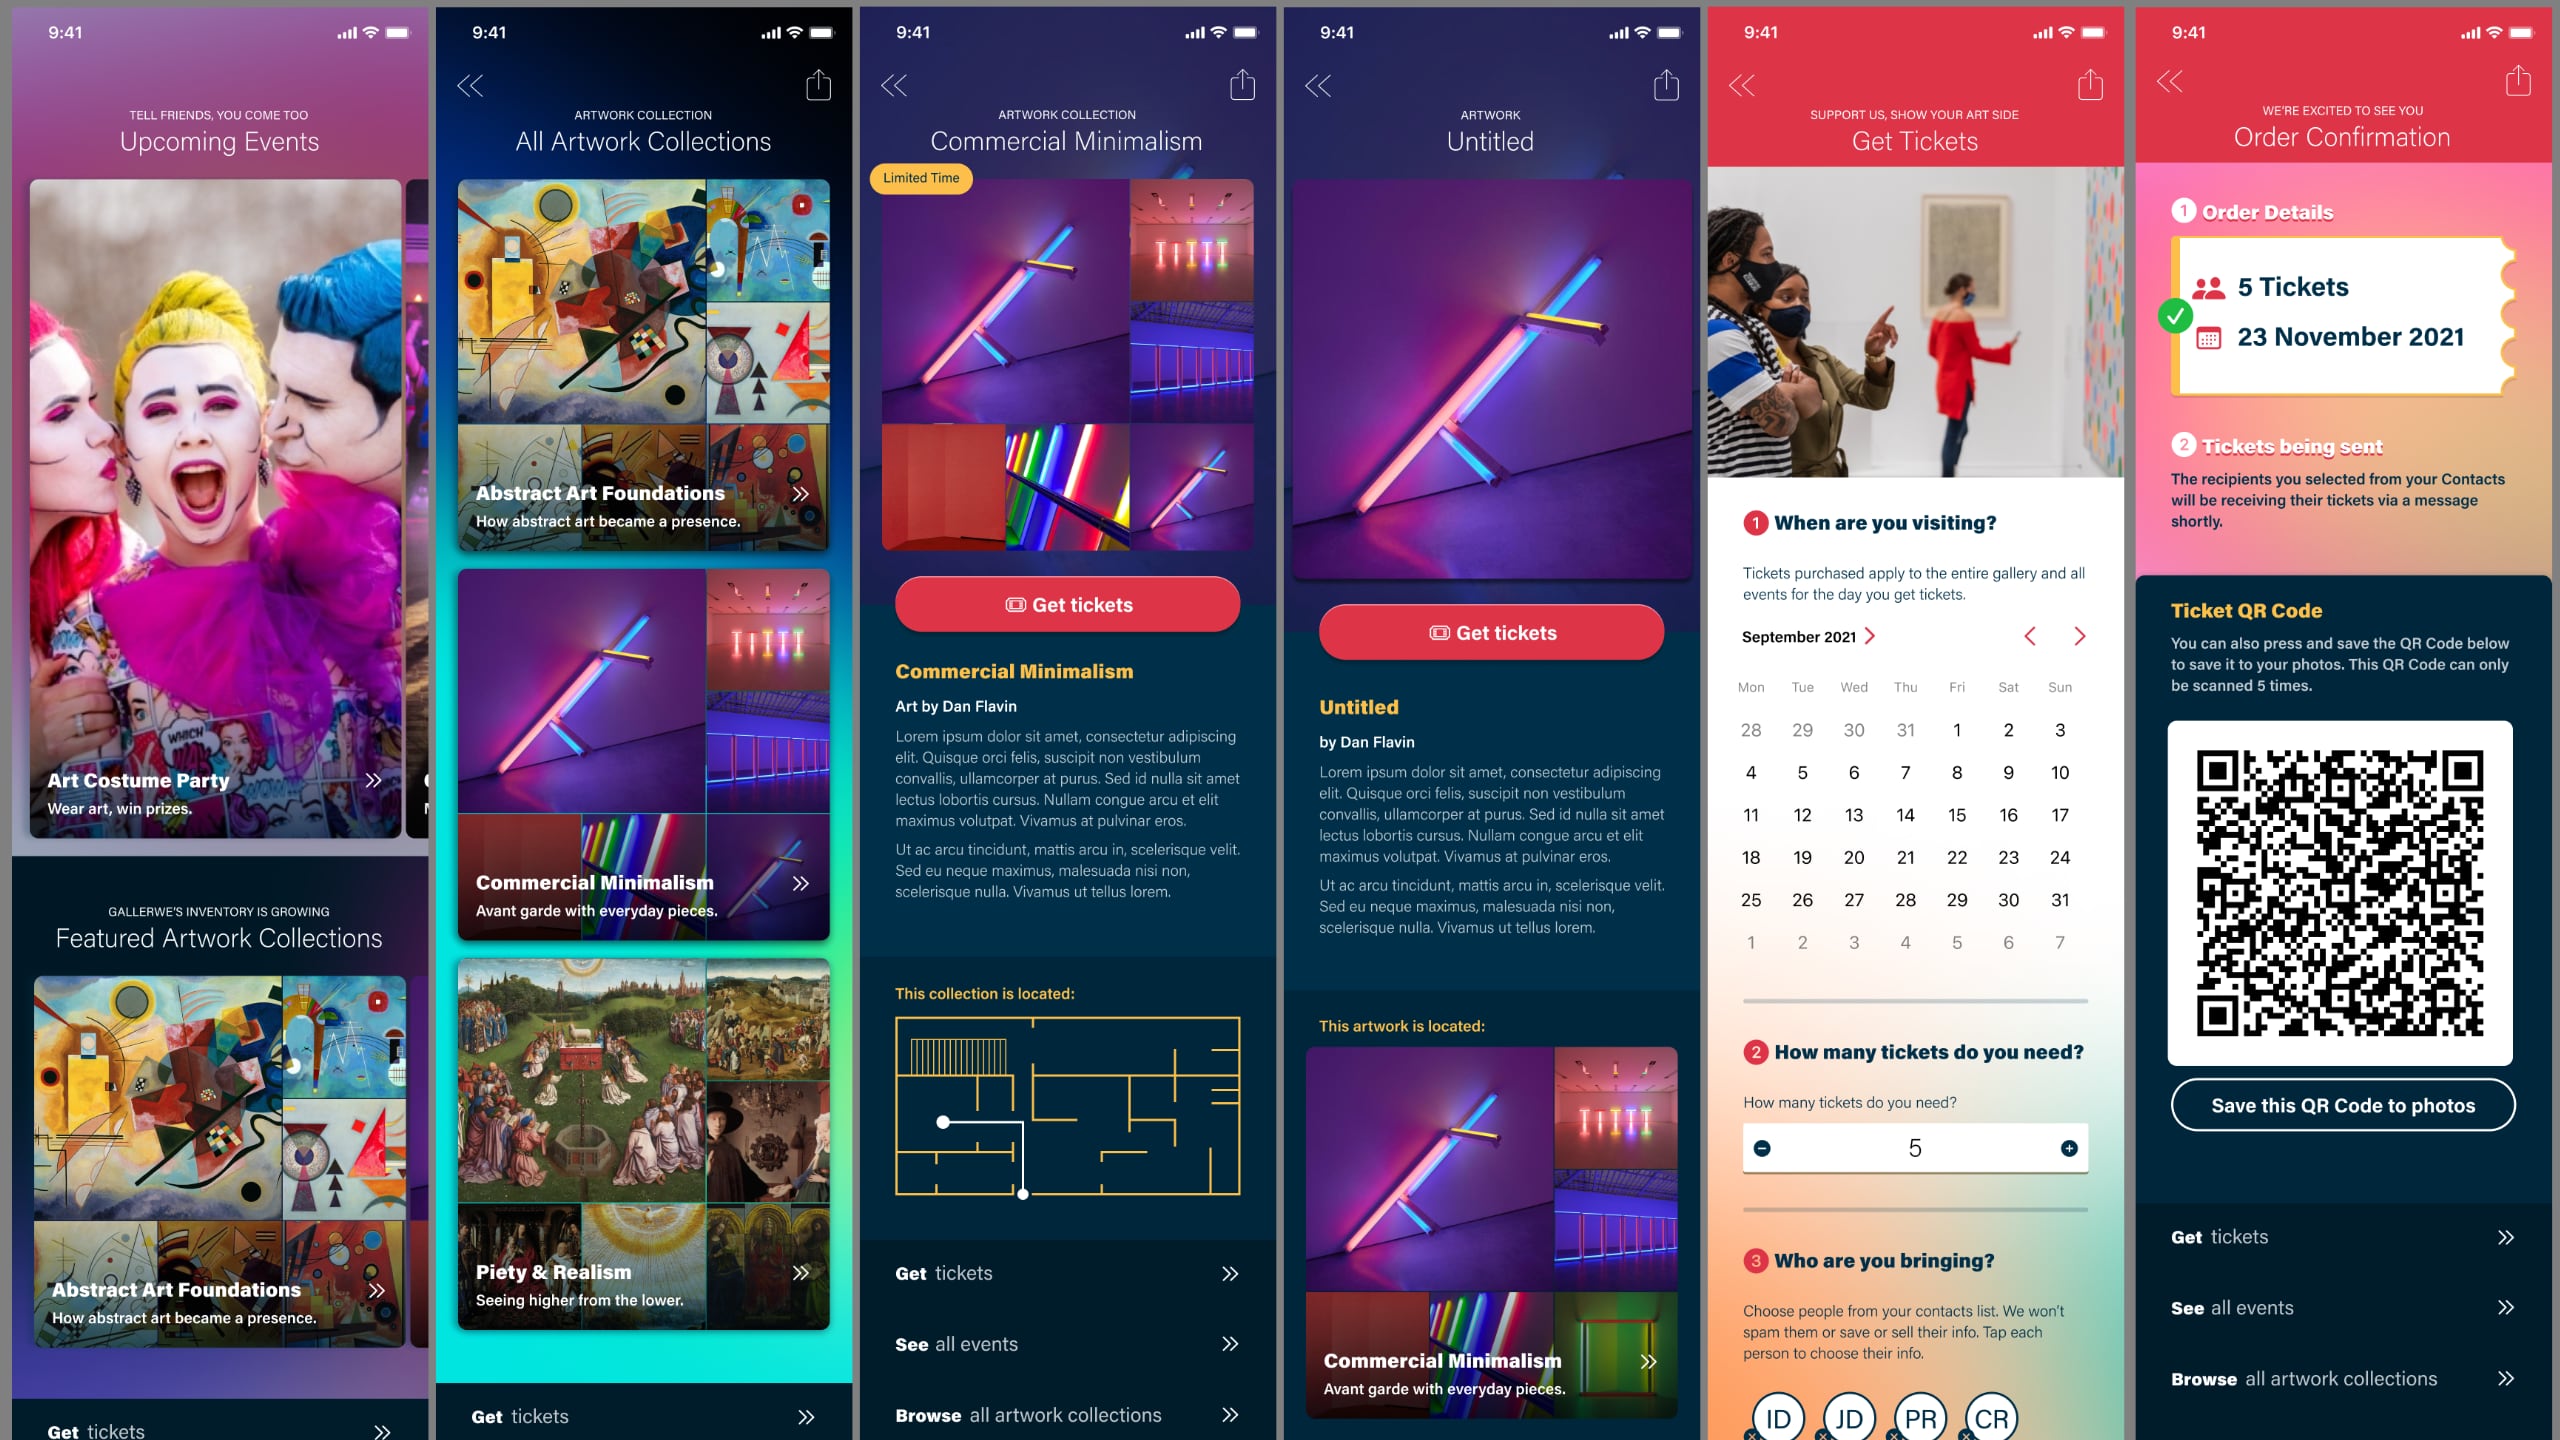 9:41
TELL FRIENDS, YOU COME TOO
Upcoming Events
WHICH
WOW
Art Costume Party
Wear art, win prizes.
GALLERWE'S INVENTORY IS GROWING
Featured Artwork Collections
Abstract Art Foundations
How abstract art became a presence.
Get tickets
9:41
ARTWORK COLLECTION
All Artwork Collections
Abstract Art Foundations
How abstract art became a presence.
Commercial Minimalism
Avant garde with everyday pieces.
Piety & Realism
Seeing higher from the lower.
Get tickets
9:41
ARTWORK COLLECTION
Commercial Minimalism
Limited Time
Get tickets
Commercial Minimalism
Art by Dan Flavin
Lorem ipsum dolor sit amet, consectetur adipiscing
elit. Quisque orci felis, suscipit non vestibulum
convallis, ullamcorper at purus. Sed id nulla sit amet
lectus lobortis cursus. Nullam congue arcu et elit
maximus volutpat. Vivamus at pulvinar eros.
Ut ac arcu tincidunt, mattis arcu in, scelerisque velit.
Sed eu neque maximus, malesuada nisi non,
scelerisque nulla. Vivamus ut tellus lorem.
This collection is located:
Get tickets
See all events
Browse all artwork collections
9:41
ARTWORK
Untitled
Get tickets
Untitled
by Dan Flavin
Lorem ipsum dolor sit amet, consectetur adipiscing
elit. Quisque orci felis, suscipit non vestibulum
convallis, ullamcorper at purus. Sed id nulla sit amet
lectus lobortis cursus. Nullam congue arcu et elit
maximus volutpat. Vivamus at pulvinar eros.
Ut ac arcu tincidunt, mattis arcu in, scelerisque velit.
Sed eu neque maximus, malesuada nisi non,
scelerisque nulla. Vivamus ut tellus lorem.
This artwork is located:
Commercial Minimalism
Avant garde with everyday pieces.
9:41
SUPPORT US, SHOW YOUR ART SIDE
Get Tickets
1 When are you visiting?
Tickets purchased apply to the entire gallery and all
events for the day you get tickets.
September 2021
Mon Tue Wed Thu Fri Sat Sun
28 29 30 31 1 2 3
4 5 6 7 8 9 10
11 12 13 14 15 16 17
18 19 20 21 22 23 24
25 26 27 28 29 30 31
1 2 3 4 5 6 7
2 How many tickets do you need?
How many tickets do you need?
5
3 Who are you bringing?
Choose people from your contacts list. We won't
spam them or save or sell their info. Tap each
person to choose their info.
ID JD PR CR
9:41
WE'RE EXCITED TO SEE YOU
Order Confirmation
1 Order Details
5 Tickets
23 November 2021
2 Tickets being sent
The recipients you selected from your Contacts
will be receiving their tickets via a message
shortly.
Ticket QR Code
You can also press and save the QR Code below
to save it to your photos. This QR Code can only
be scanned 5 times.
Save this QR Code to photos
Get tickets
See all events
Browse all artwork collections